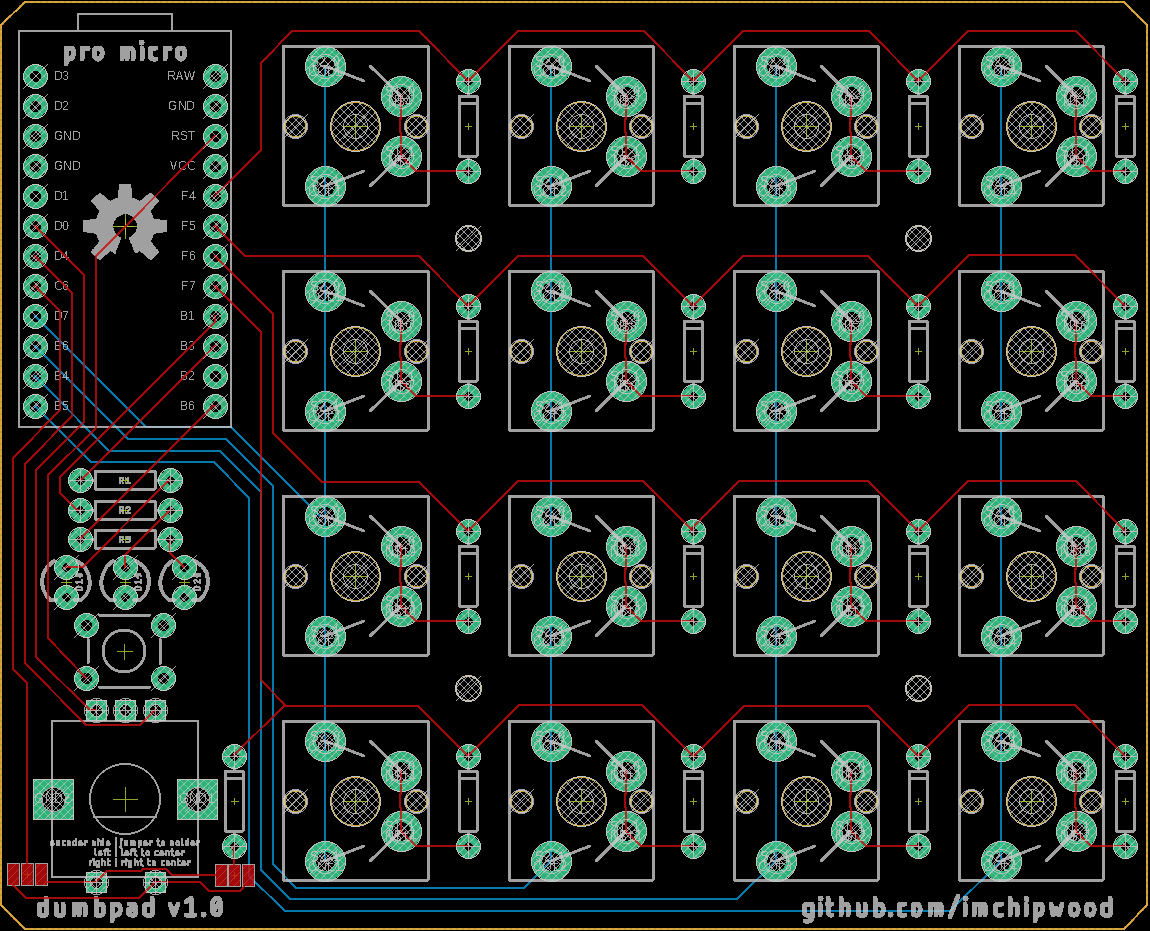 pro micro
D3 RAW
D2 GND
GND RST
GND VCC
D1 F4
D0 F5
D4 F6
C6 F7
D7 B1
E6 B3
B4 B2
B5 B6
R1
R2
R3
encoder side | jumper to solder
left | left to center
right | right to center
dumbpad v1.0
github.com/imchipwood